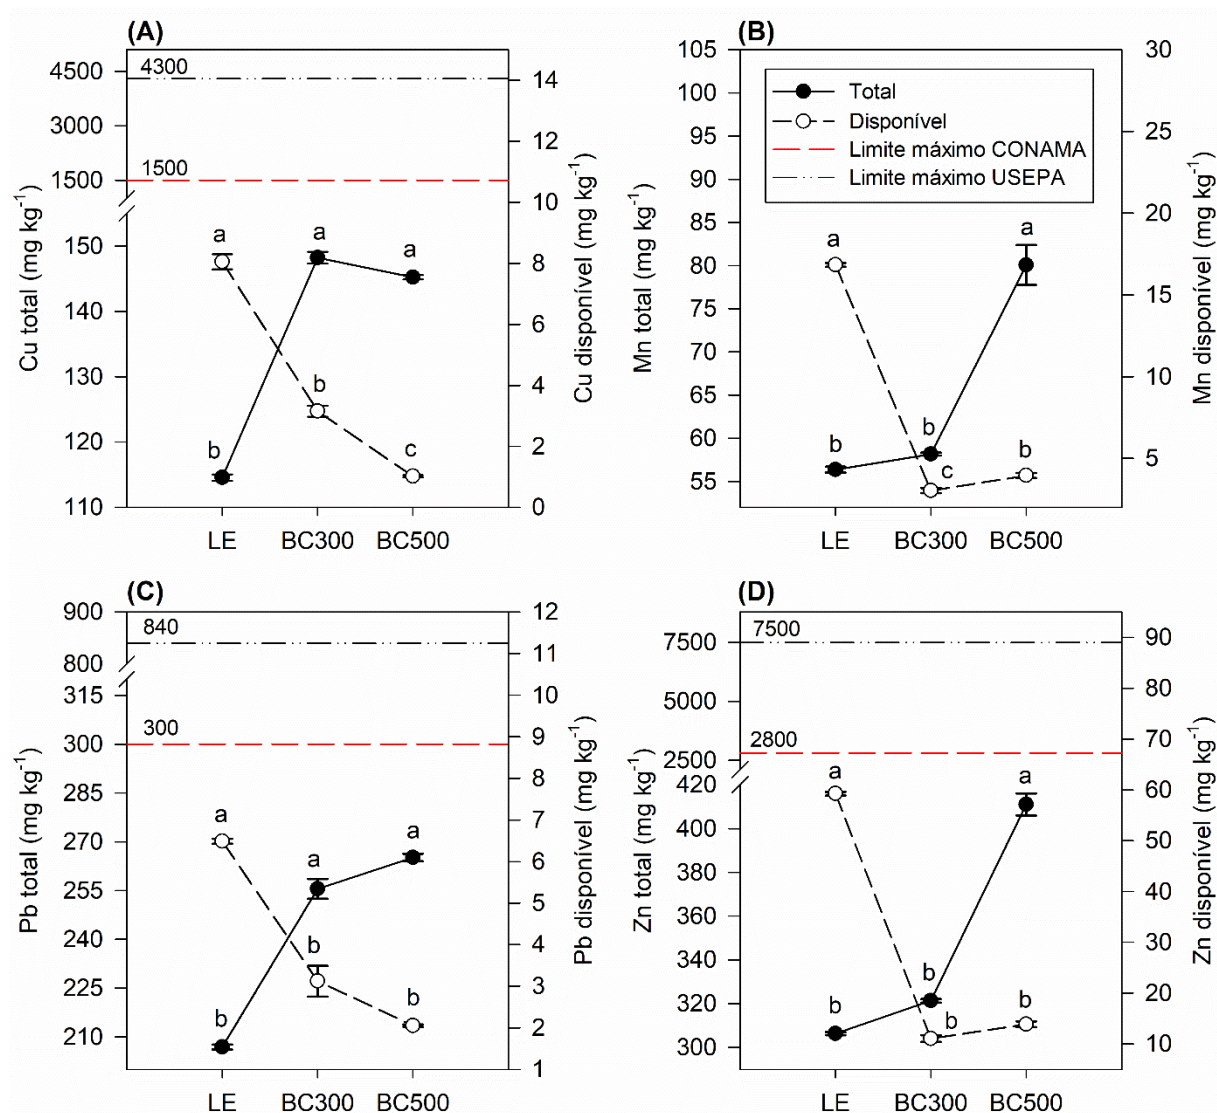 (A)
4500
3000
1500
150
140
130
120
110
Cu total (mg kg⁻¹)
4300
1500
a
a
a
b
b
c
14
12
10
8
6
4
2
0
Cu disponível (mg kg⁻¹)
LE BC300 BC500
(B)
105
100
95
90
85
80
75
70
65
60
55
Mn total (mg kg⁻¹)
Total
Disponível
Limite máximo CONAMA
Limite máximo USEPA
a
a
b
b
b
c
30
25
20
15
10
5
Mn disponível (mg kg⁻¹)
LE BC300 BC500
(C)
900
800
315
300
285
270
255
240
225
210
Pb total (mg kg⁻¹)
840
300
a
a
a
b
b
b
12
11
10
9
8
7
6
5
4
3
2
1
Pb disponível (mg kg⁻¹)
LE BC300 BC500
(D)
7500
5000
2500
420
400
380
360
340
320
300
Zn total (mg kg⁻¹)
7500
2800
a
a
b
b
b
b
90
80
70
60
50
40
30
20
10
Zn disponível (mg kg⁻¹)
LE BC300 BC500